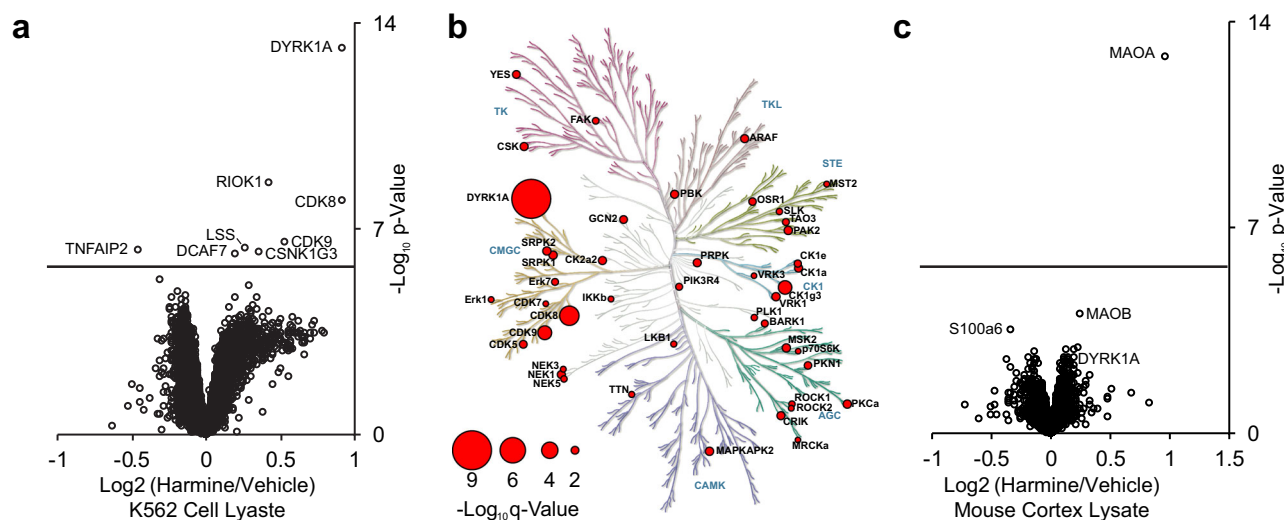 a
14
7
0
-Log₁₀ p-Value
DYRK1A
RIOK1
CDK8
LSS
CDK9
TNFAIP2
DCAF7
CSNK1G3
-1
-0.5
0
0.5
1
Log2 (Harmine/Vehicle)
K562 Cell Lyaste
b
YES
TK
FAK
CSK
TKL
ARAF
STE
MST2
DYRK1A
PBK
OSR1
SLK
TAO3
PAK2
GCN2
SRPK2
CMGC
SRPK1
CK2a2
PRPK
CK1e
CK1a
VRK3
CK1
Erk7
PIK3R4
CK1g3
VRK1
Erk1
CDK7
IKKb
CDK8
PLK1
BARK1
CDK9
CDK5
LKB1
MSK2
p70S6K
PKN1
NEK3
NEK1
NEK5
TTN
ROCK1
ROCK2
PKCa
AGC
CRIK
MRCKa
MAPKAPK2
CAMK
9
6
4
2
-Log₁₀q-Value
c
14
7
0
-Log₁₀ p-Value
MAOA
MAOB
S100a6
DYRK1A
-1
-0.5
0
0.5
1
1.5
Log2 (Harmine/Vehicle)
Mouse Cortex Lysate